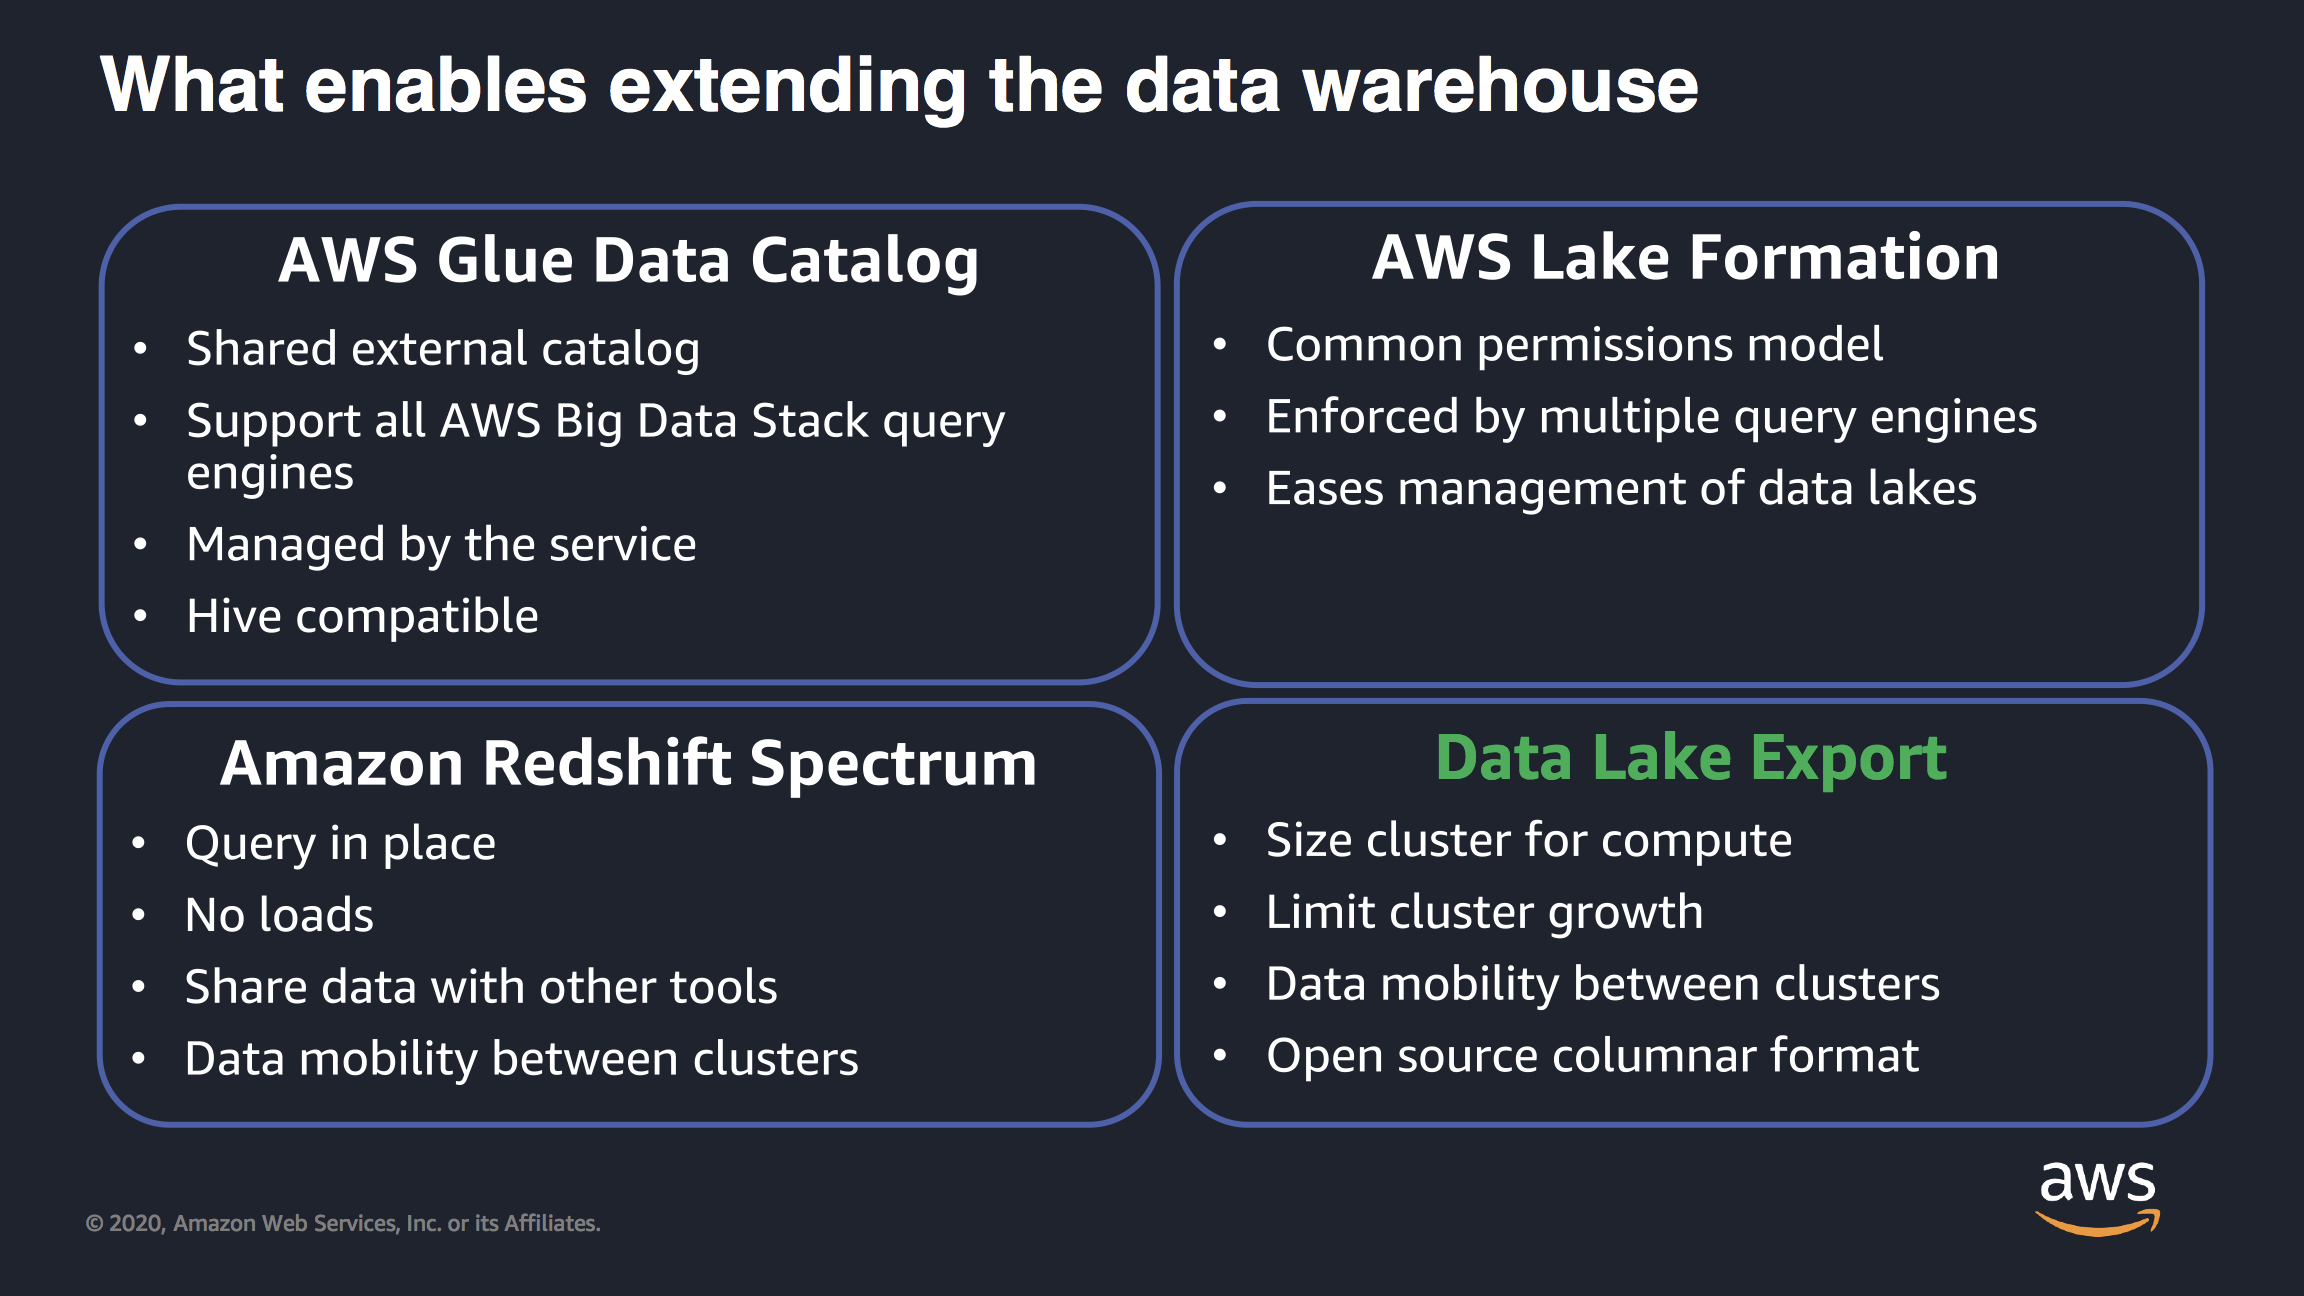 What enables extending the data warehouse
AWS Glue Data Catalog
• Shared external catalog
• Support all AWS Big Data Stack query
engines
• Managed by the service
• Hive compatible
AWS Lake Formation
• Common permissions model
• Enforced by multiple query engines
• Eases management of data lakes
Amazon Redshift Spectrum
• Query in place
• No loads
• Share data with other tools
• Data mobility between clusters
Data Lake Export
• Size cluster for compute
• Limit cluster growth
• Data mobility between clusters
• Open source columnar format
© 2020, Amazon Web Services, Inc. or its Affiliates.
aws